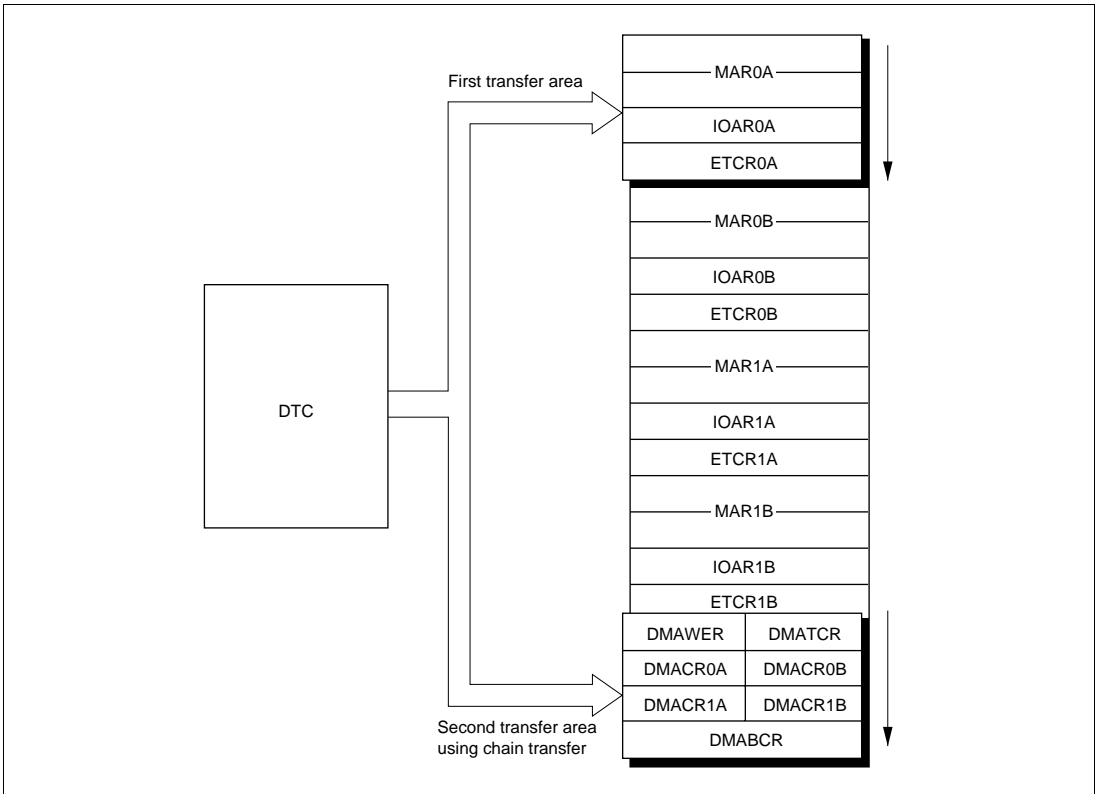 First transfer area
MAR0A
IOAR0A
ETCR0A
MAR0B
IOAR0B
ETCR0B
MAR1A
DTC
IOAR1A
ETCR1A
MAR1B
IOAR1B
ETCR1B
DMAWER DMATCR
DMACR0A DMACR0B
DMACR1A DMACR1B
DMABCR
Second transfer area
using chain transfer